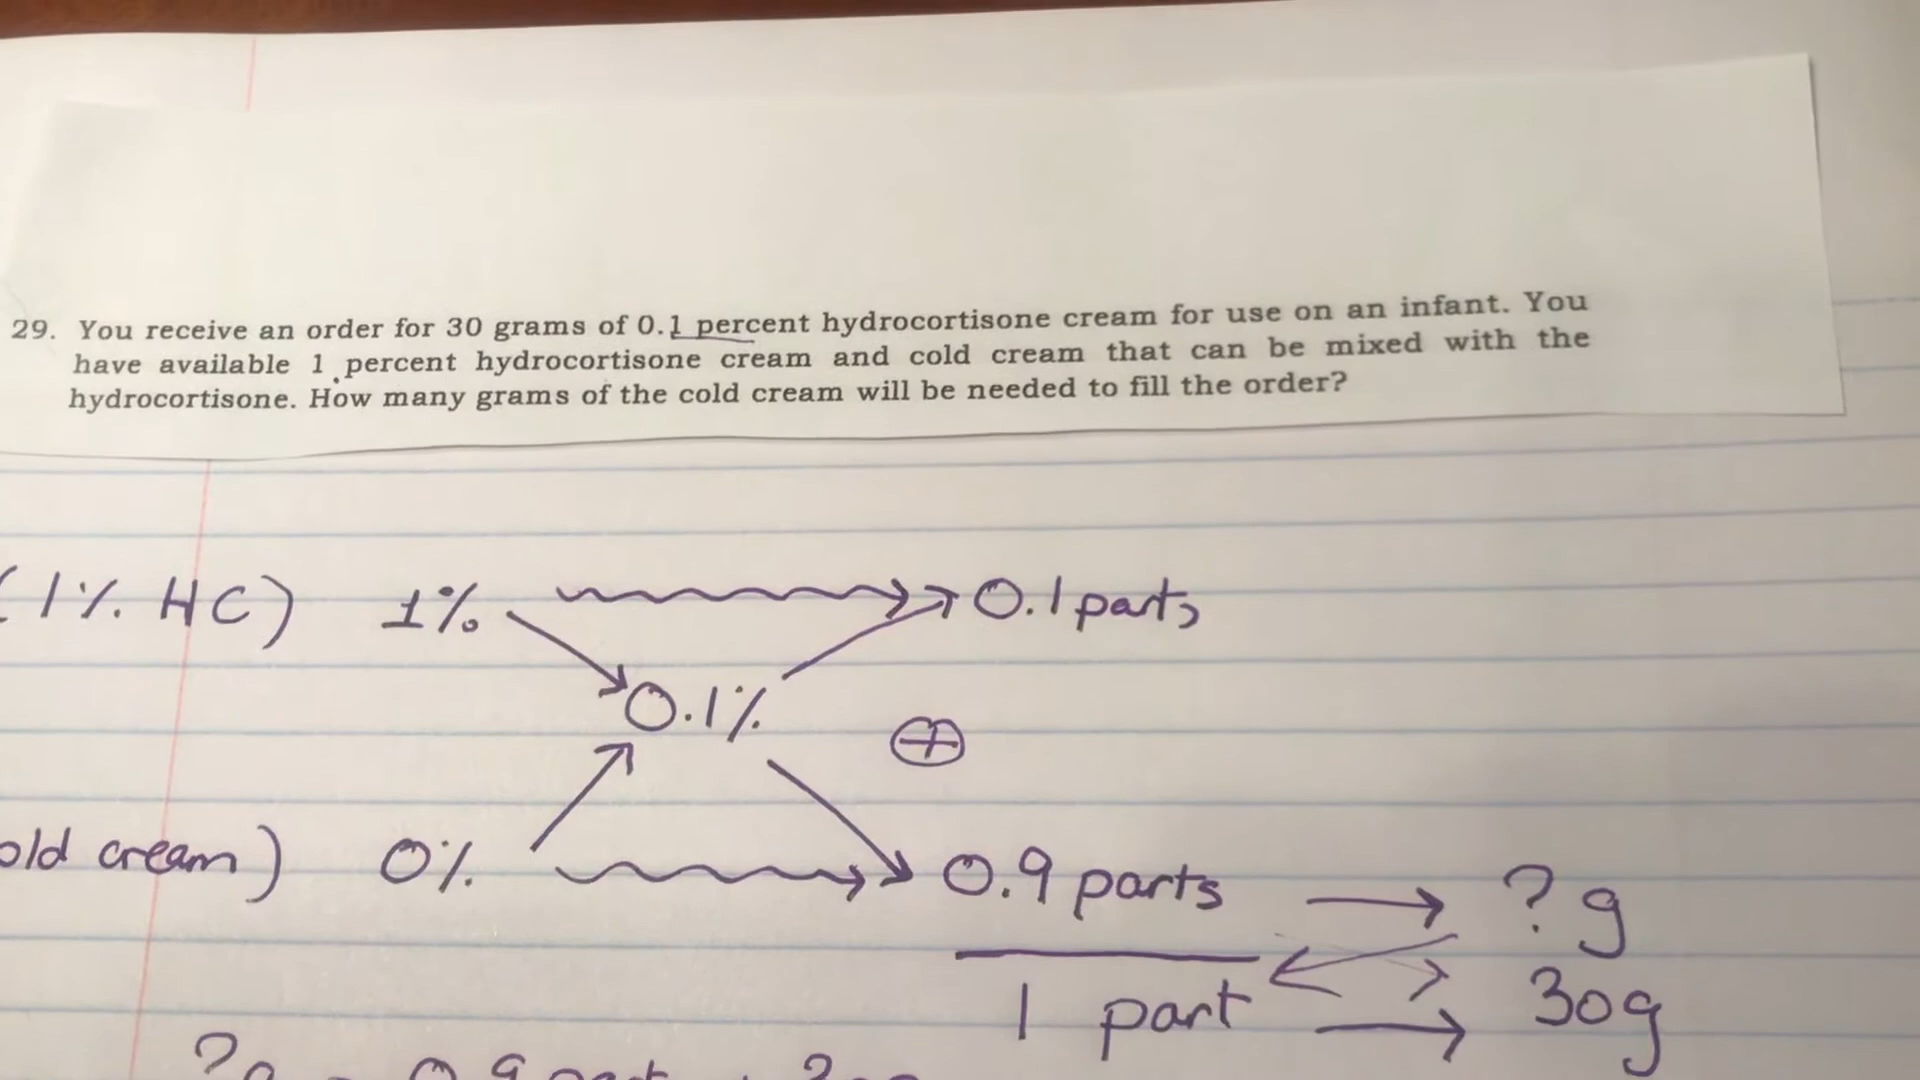 29. You receive an order for 30 grams of 0.1 percent hydrocortisone cream for use on an infant. You
have available 1 percent hydrocortisone cream and cold cream that can be mixed with the
hydrocortisone. How many grams of the cold cream will be needed to fill the order?
(1% HC) 1% 0.1 parts
0.1% +
old cream) 0% 0.9 parts ? g
1 part 30g